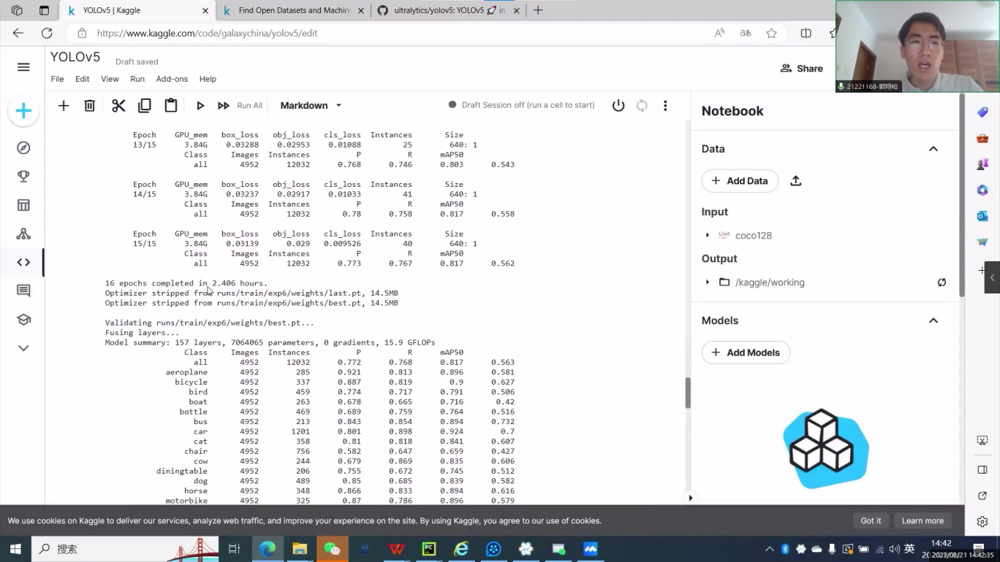 YOLOv5 | Kaggle
Find Open Datasets and Machine
ultralytics/yolov5: YOLOv5 🚀 in
https://www.kaggle.com/code/galaxychina/yolov5/edit
YOLOv5
Draft saved
File Edit View Run Add-ons Help
Share
Run All
Markdown
Draft Session off (run a cell to start)
Epoch GPU_mem box_loss obj_loss cls_loss Instances Size
13/15 3.84G 0.03288 0.02953 0.01088 25 640: 1
Class Images Instances P R mAP50
all 4952 12032 0.768 0.746 0.803 0.543
Epoch GPU_mem box_loss obj_loss cls_loss Instances Size
14/15 3.84G 0.03237 0.02917 0.01033 41 640: 1
Class Images Instances P R mAP50
all 4952 12032 0.78 0.758 0.817 0.558
Epoch GPU_mem box_loss obj_loss cls_loss Instances Size
15/15 3.84G 0.03139 0.029 0.009526 40 640: 1
Class Images Instances P R mAP50
all 4952 12032 0.773 0.767 0.817 0.562
16 epochs completed in 2.406 hours.
Optimizer stripped from runs/train/exp6/weights/last.pt, 14.5MB
Optimizer stripped from runs/train/exp6/weights/best.pt, 14.5MB
Validating runs/train/exp6/weights/best.pt...
Fusing layers...
Model summary: 157 layers, 7064065 parameters, 0 gradients, 15.9 GFLOPs
Class Images Instances P R mAP50
all 4952 12032 0.772 0.768 0.817 0.563
aeroplane 4952 285 0.921 0.813 0.896 0.581
bicycle 4952 337 0.887 0.819 0.9 0.627
bird 4952 459 0.774 0.717 0.791 0.506
boat 4952 263 0.678 0.665 0.716 0.42
bottle 4952 469 0.689 0.759 0.764 0.516
bus 4952 213 0.843 0.854 0.894 0.732
car 4952 1201 0.801 0.898 0.924 0.7
cat 4952 358 0.81 0.818 0.841 0.607
chair 4952 756 0.582 0.647 0.659 0.427
cow 4952 244 0.679 0.869 0.835 0.606
diningtable 4952 206 0.755 0.672 0.745 0.512
dog 4952 489 0.85 0.685 0.839 0.582
horse 4952 348 0.866 0.833 0.894 0.616
motorbike 4952 325 0.87 0.786 0.896 0.579
Notebook
Data
Add Data
Input
coco128
Output
/kaggle/working
Models
Add Models
We use cookies on Kaggle to deliver our services, analyze web traffic, and improve your experience on the site. By using Kaggle, you agree to our use of cookies.
Got it
Learn more
搜索
英
14:42
2023/08/21 14:42:35